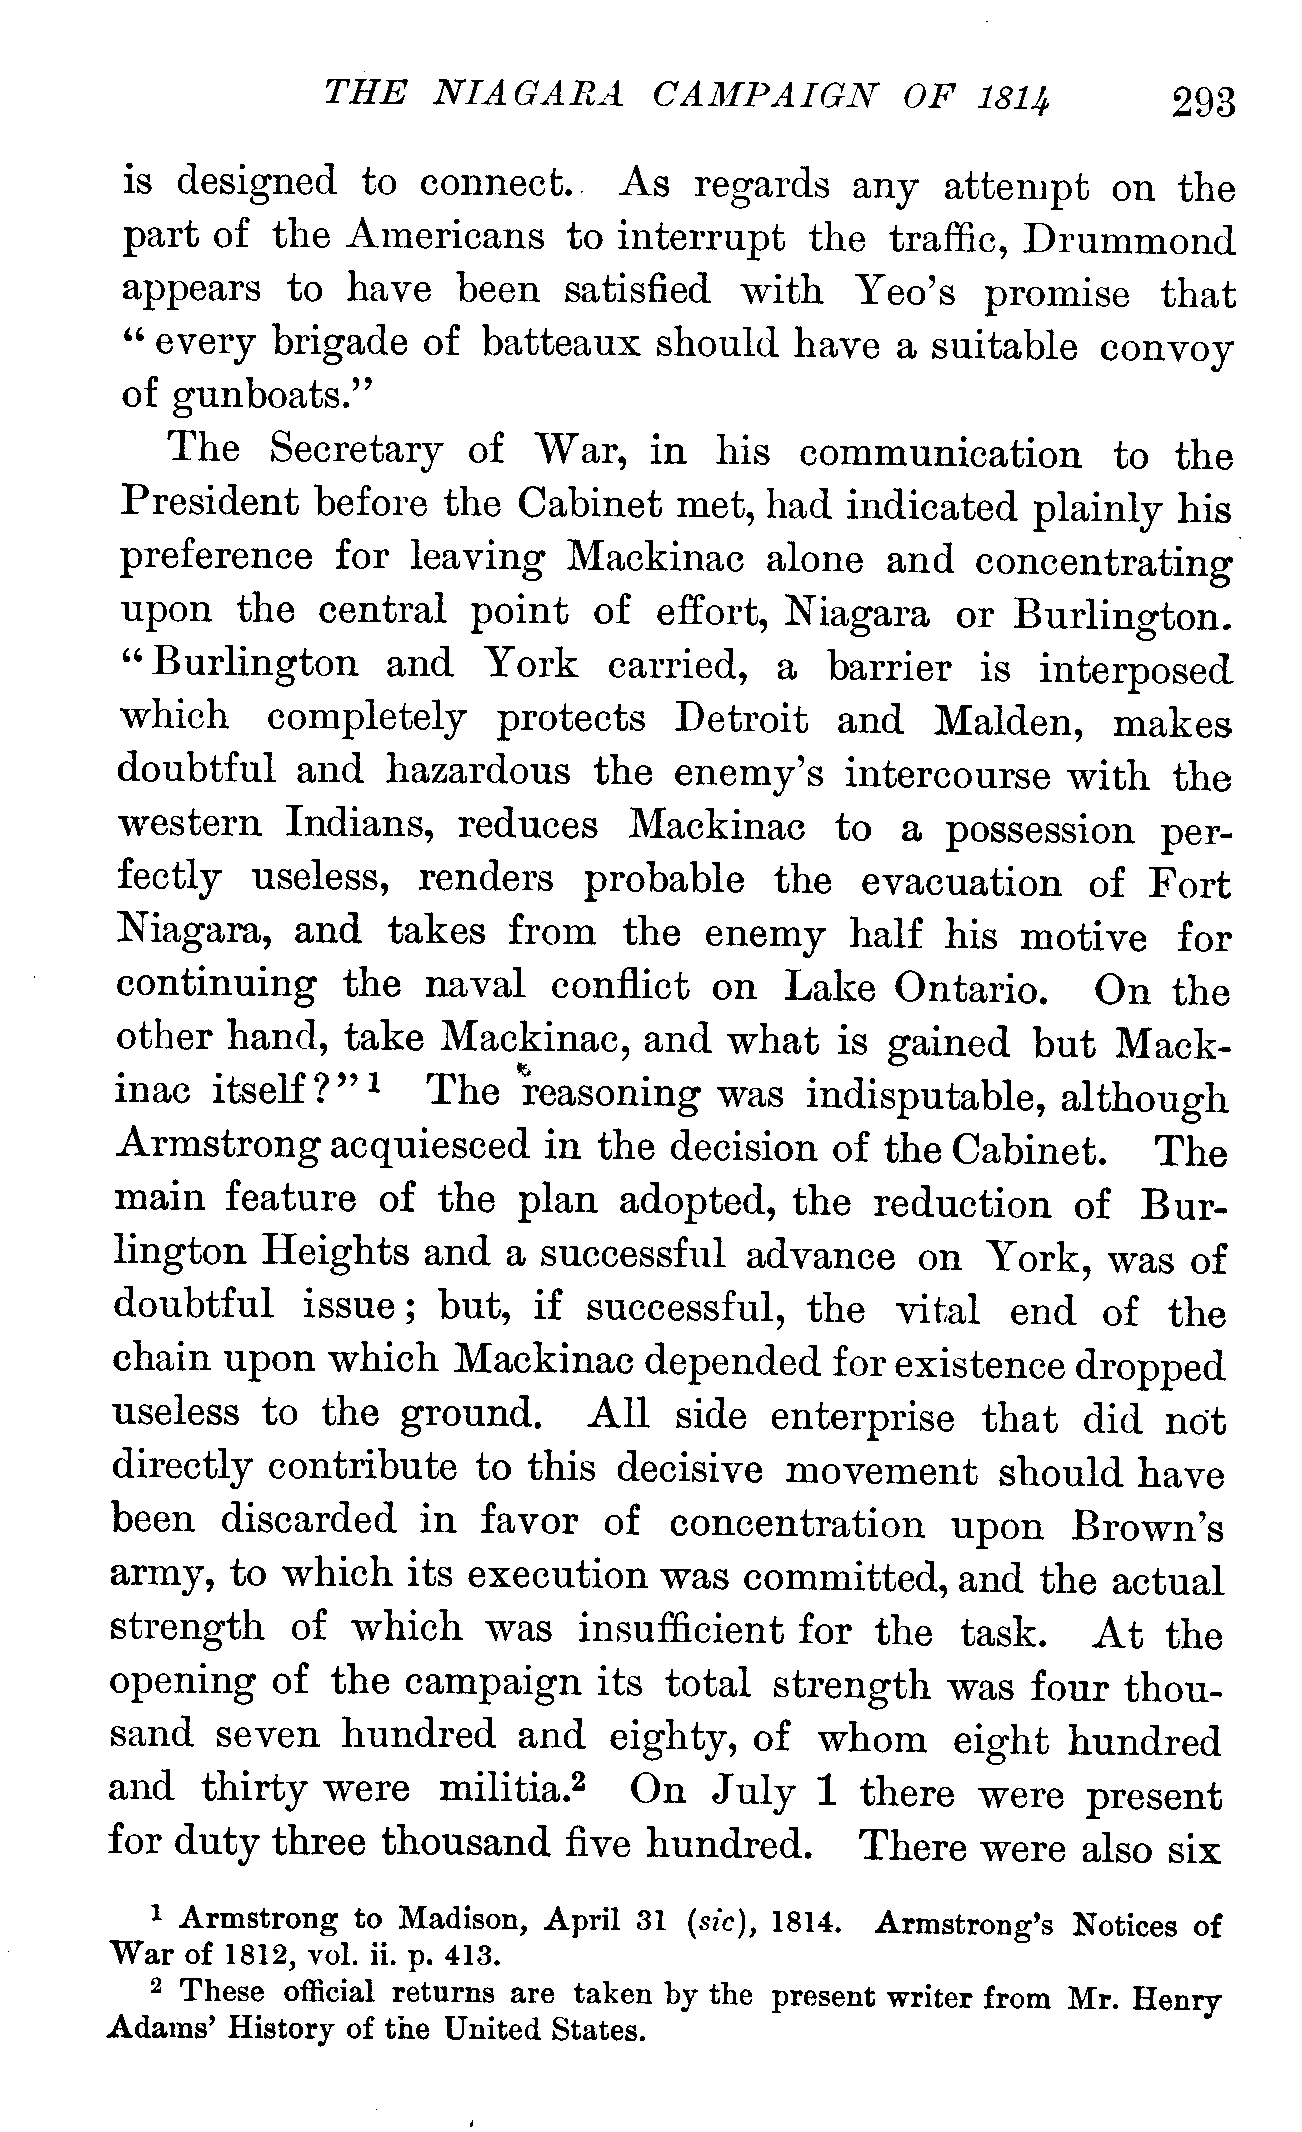 THE NIAGARA CAMPAIGN OF 1814 293
is designed to connect. As regards any attempt on the
part of the Americans to interrupt the traffic, Drummond
appears to have been satisfied with Yeo's promise that
“every brigade of batteaux should have a suitable convoy
of gunboats.”
The Secretary of War, in his communication to the
President before the Cabinet met, had indicated plainly his
preference for leaving Mackinac alone and concentrating
upon the central point of effort, Niagara or Burlington.
“Burlington and York carried, a barrier is interposed
which completely protects Detroit and Malden, makes
doubtful and hazardous the enemy's intercourse with the
western Indians, reduces Mackinac to a possession per-
fectly useless, renders probable the evacuation of Fort
Niagara, and takes from the enemy half his motive for
continuing the naval conflict on Lake Ontario. On the
other hand, take Mackinac, and what is gained but Mack-
inac itself?”¹ The reasoning was indisputable, although
Armstrong acquiesced in the decision of the Cabinet. The
main feature of the plan adopted, the reduction of Bur-
lington Heights and a successful advance on York, was of
doubtful issue; but, if successful, the vital end of the
chain upon which Mackinac depended for existence dropped
useless to the ground. All side enterprise that did not
directly contribute to this decisive movement should have
been discarded in favor of concentration upon Brown's
army, to which its execution was committed, and the actual
strength of which was insufficient for the task. At the
opening of the campaign its total strength was four thou-
sand seven hundred and eighty, of whom eight hundred
and thirty were militia.² On July 1 there were present
for duty three thousand five hundred. There were also six
¹ Armstrong to Madison, April 31 (sic), 1814. Armstrong's Notices of
War of 1812, vol. ii. p. 413.
² These official returns are taken by the present writer from Mr. Henry
Adams' History of the United States.